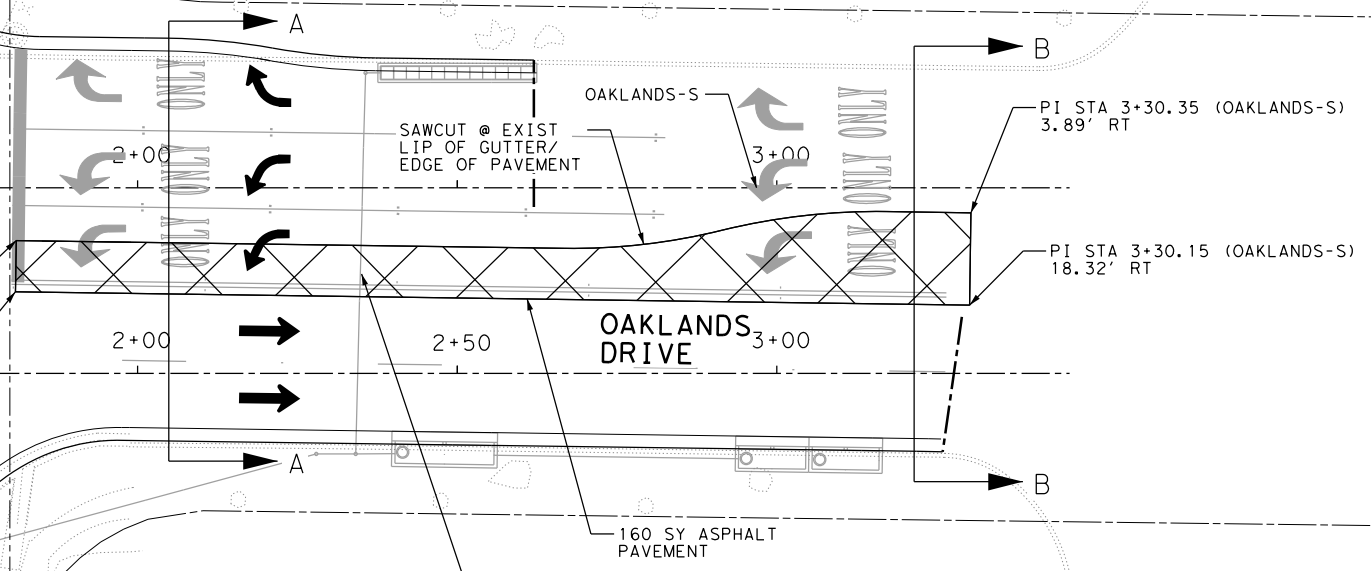 A
B
ONLY
OAKLANDS-S
ONLY
PI STA 3+30.35 (OAKLANDS-S)
3.89' RT
SAWCUT @ EXIST
LIP OF GUTTER/
EDGE OF PAVEMENT
2+00
3+00
ONLY
ONLY
ONLY
ONLY
PI STA 3+30.15 (OAKLANDS-S)
18.32' RT
OAKLANDS
DRIVE
2+00
2+50
3+00
A
B
160 SY ASPHALT
PAVEMENT